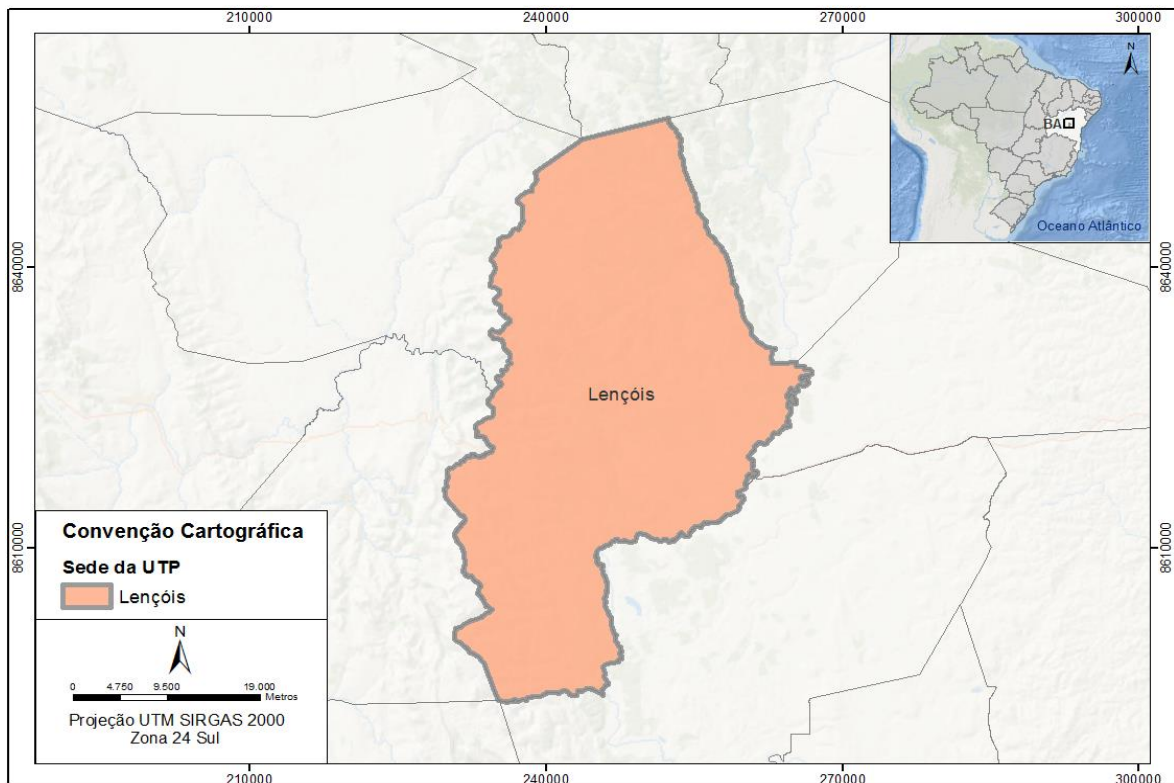 210000
240000
270000
300000
N
BA
Oceano Atlântico
8640000
8640000
Lençóis
8610000
8610000
Convenção Cartográfica
Sede da UTP
Lençóis
N
0 4.750 9.500 19.000
Metros
Projeção UTM SIRGAS 2000
Zona 24 Sul
210000
240000
270000
300000